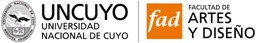 UNCUYO
UNIVERSIDAD
NACIONAL DE CUYO
fad
FACULTAD DE
ARTES
Y DISEÑO